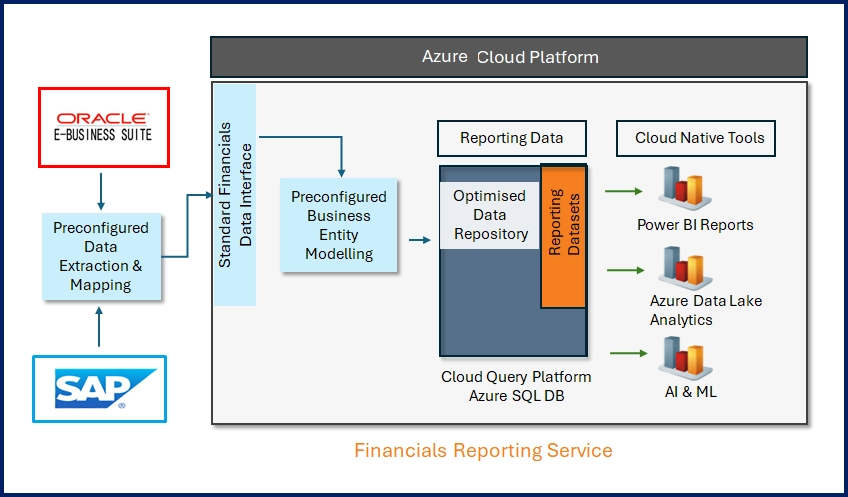 Azure Cloud Platform
ORACLE
E-BUSINESS SUITE
Preconfigured
Data
Extraction &
Mapping
SAP
®
Standard Financials
Data Interface
Preconfigured
Business
Entity
Modelling
Reporting Data
Optimised
Data
Repository
Reporting
Datasets
Cloud Query Platform
Azure SQL DB
Cloud Native Tools
Power BI Reports
Azure Data Lake
Analytics
AI & ML
Financials Reporting Service